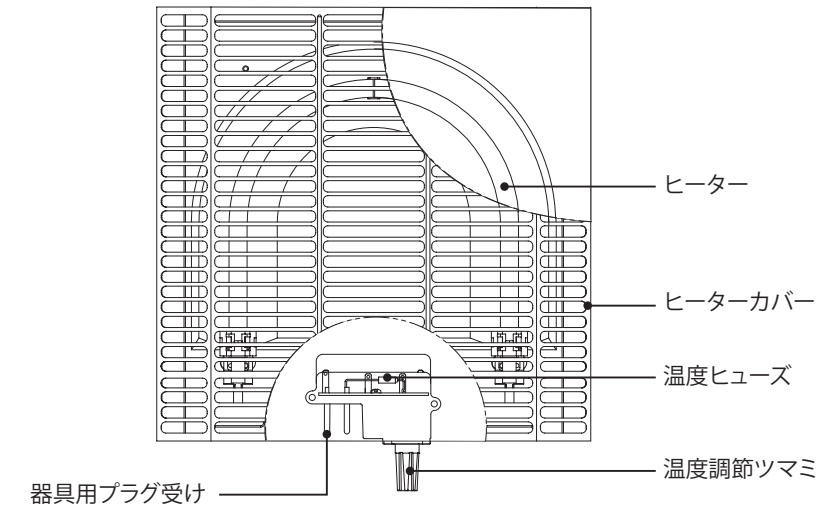 ヒーター
ヒーターカバー
温度ヒューズ
温度調節ツマミ
器具用プラグ受け